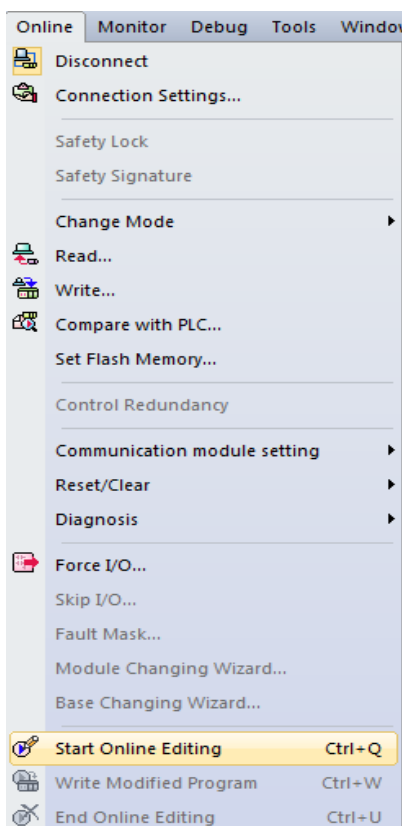 Online Monitor Debug Tools Window
Disconnect
Connection Settings...
Safety Lock
Safety Signature
Change Mode
Read...
Write...
Compare with PLC...
Set Flash Memory...
Control Redundancy
Communication module setting
Reset/Clear
Diagnosis
Force I/O...
Skip I/O...
Fault Mask...
Module Changing Wizard...
Base Changing Wizard...
Start Online Editing Ctrl+Q
Write Modified Program Ctrl+W
End Online Editing Ctrl+U